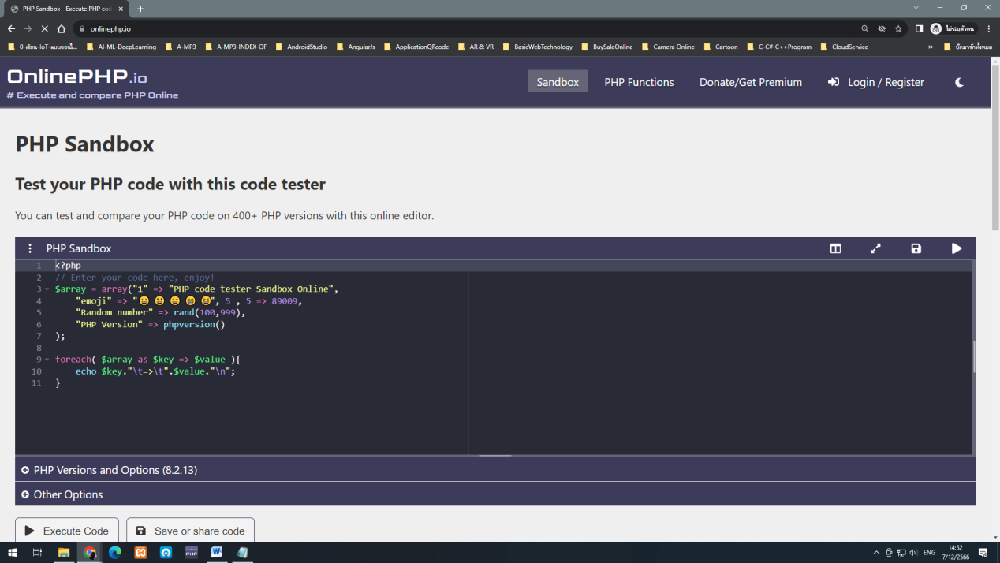 PHP Sandbox - Execute PHP cod
onlinephp.io
ไม่ระบุตัวตน
0-เขียน-IoT-แบบออนไ...
AI-ML-DeepLearning
A-MP3
A-MP3-INDEX-OF
AndroidStudio
AngularJs
ApplicationQRcode
AR & VR
BasicWebTechnology
BuySaleOnline
Camera Online
Cartoon
C-C#-C++Program
CloudService
»
บุ๊กมาร์กทั้งหมด
OnlinePHP.io
# Execute and compare PHP Online
Sandbox
PHP Functions
Donate/Get Premium
Login / Register
PHP Sandbox
Test your PHP code with this code tester
You can test and compare your PHP code on 400+ PHP versions with this online editor.
PHP Sandbox
1 <?php
2 // Enter your code here, enjoy!
3 $array = array("1" => "PHP code tester Sandbox Online",
4 "emoji" => "😀 😃 😄 😁 😆", 5 , 5 => 89009,
5 "Random number" => rand(100,999),
6 "PHP Version" => phpversion()
7 );
8
9 foreach( $array as $key => $value ){
10 echo $key."\t=>\t".$value."\n";
11 }
PHP Versions and Options (8.2.13)
Other Options
Execute Code
Save or share code
PHP
ENG
14:52
7/12/2566